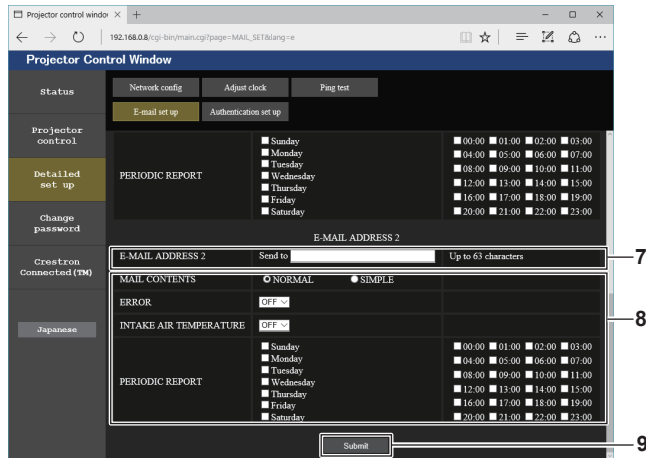 Projector control windo
192.168.0.8/cgi-bin/main.cgi?page=MAIL_SET&lang=e
Projector Control Window
Status
Projector
control
Detailed
set up
Change
password
Crestron
Connected(TM)
Japanese
Network config Adjust clock Ping test
E-mail set up Authentication set up
PERIODIC REPORT
Sunday
Monday
Tuesday
Wednesday
Thursday
Friday
Saturday
00:00 01:00 02:00 03:00
04:00 05:00 06:00 07:00
08:00 09:00 10:00 11:00
12:00 13:00 14:00 15:00
16:00 17:00 18:00 19:00
20:00 21:00 22:00 23:00
E-MAIL ADDRESS 2
E-MAIL ADDRESS 2 Send to Up to 63 characters
7
MAIL CONTENTS NORMAL SIMPLE
ERROR OFF
INTAKE AIR TEMPERATURE OFF
8
PERIODIC REPORT
Sunday
Monday
Tuesday
Wednesday
Thursday
Friday
Saturday
00:00 01:00 02:00 03:00
04:00 05:00 06:00 07:00
08:00 09:00 10:00 11:00
12:00 13:00 14:00 15:00
16:00 17:00 18:00 19:00
20:00 21:00 22:00 23:00
Submit
9